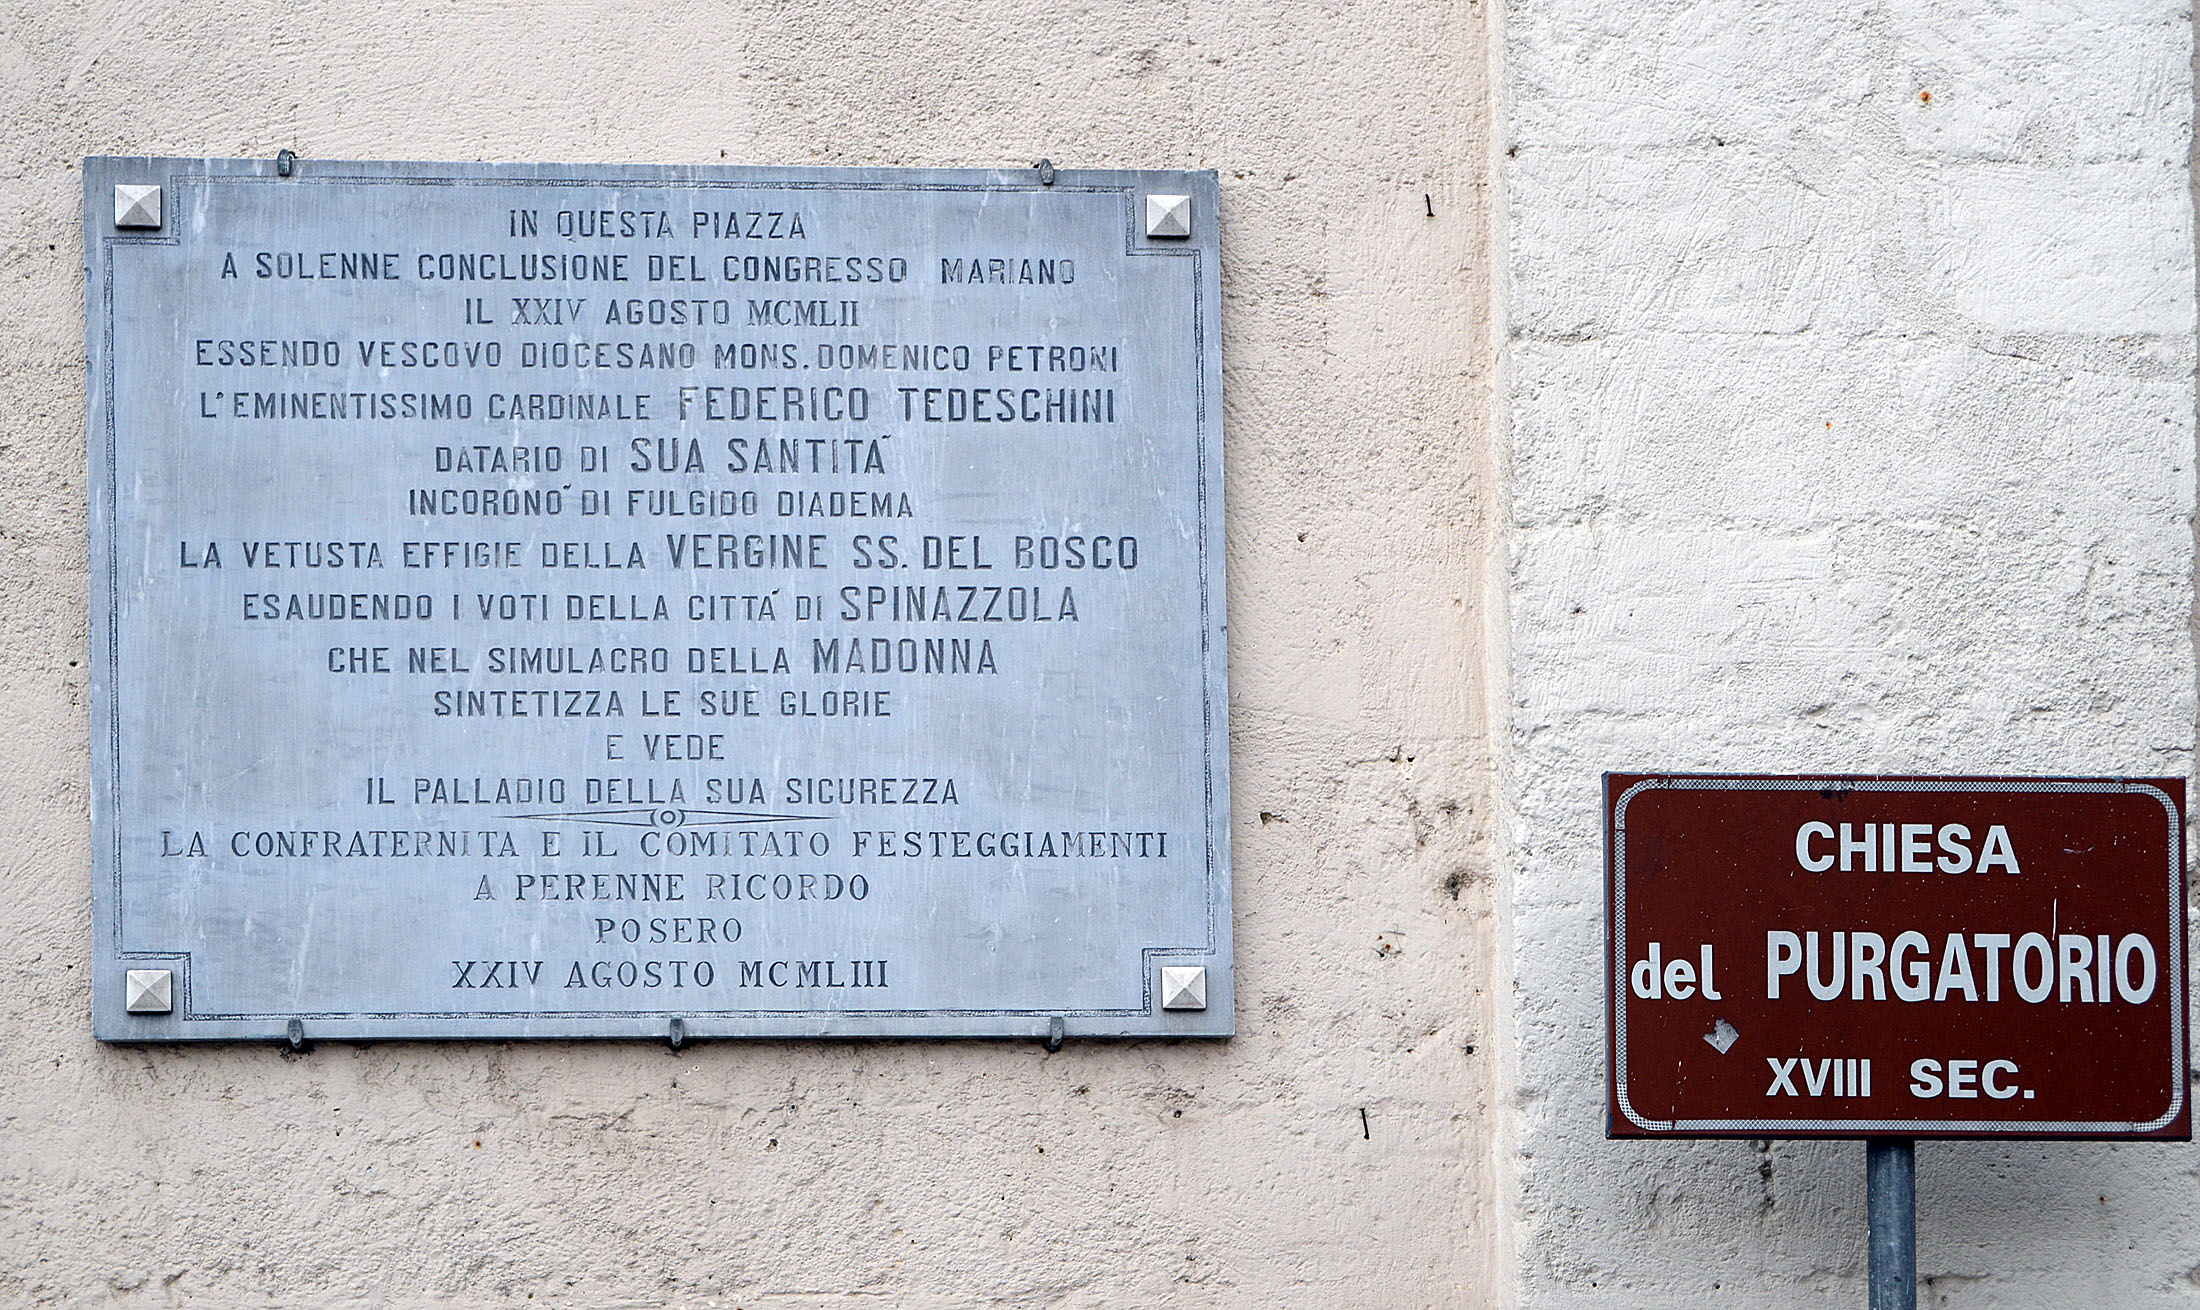 IN QUESTA PIAZZA
A SOLENNE CONCLUSIONE DEL CONGRESSO MARIANO
IL XXIV AGOSTO MCMLII
ESSENDO VESCOVO DIOCESANO MONS. DOMENICO PETRONI
L'EMINENTISSIMO CARDINALE FEDERICO TEDESCHINI
DATARIO DI SUA SANTITÀ
INCORONÒ DI FULGIDO DIADEMA
LA VETUSTA EFFIGIE DELLA VERGINE SS. DEL BOSCO
ESAUDENDO I VOTI DELLA CITTÀ DI SPINAZZOLA
CHE NEL SIMULACRO DELLA MADONNA
SINTETIZZA LE SUE GLORIE
E VEDE
IL PALLADIO DELLA SUA SICUREZZA
LA CONFRATERNITA E IL COMITATO FESTEGGIAMENTI
A PERENNE RICORDO
POSERO
XXIV AGOSTO MCMLIII
CHIESA
del PURGATORIO
XVIII SEC.